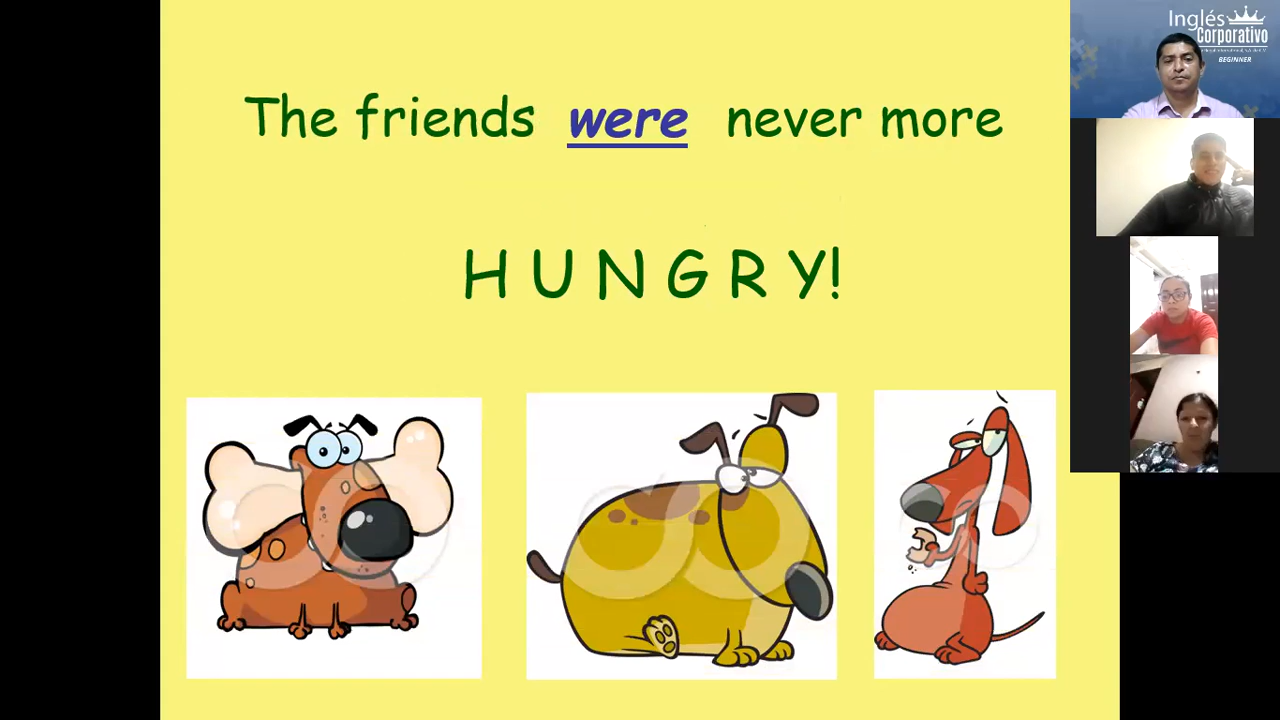 The friends were never more
H U N G R Y!
Inglés
Corporativo
BEGINNER